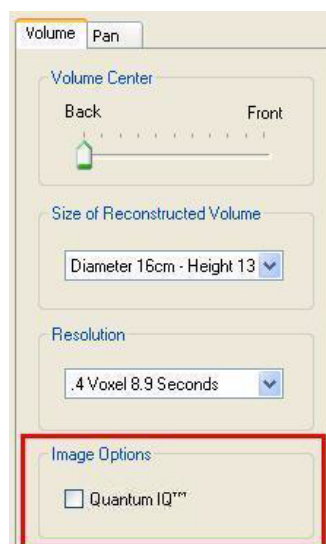 Volume Pan
Volume Center
Back Front
Size of Reconstructed Volume
Diameter 16cm - Height 13
Resolution
.4 Voxel 8.9 Seconds
Image Options
Quantum IQ™